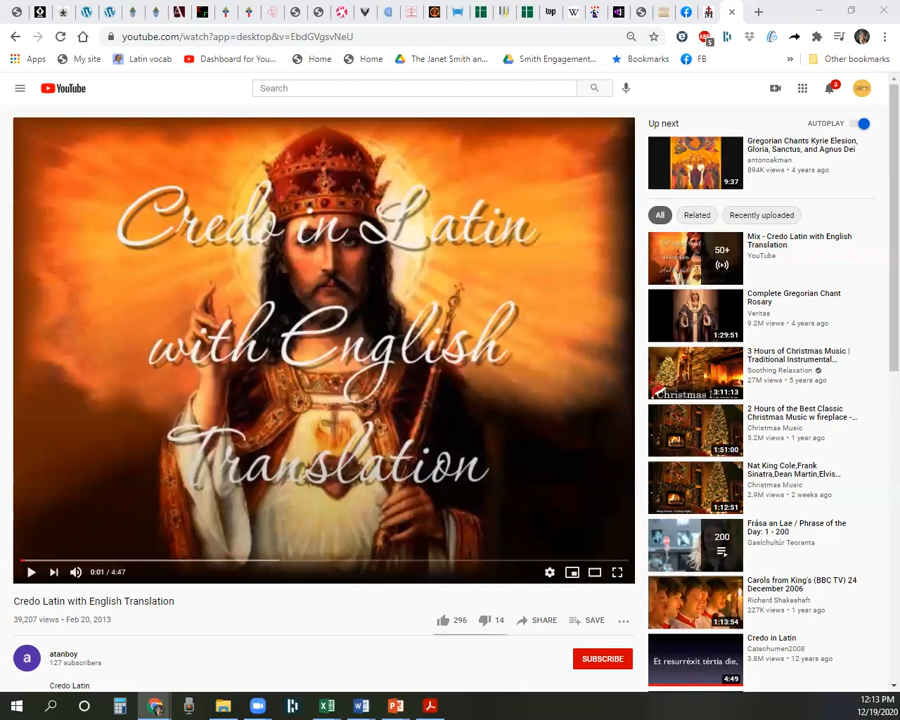 youtube.com/watch?app=desktop&v=EbdGVgsvNeU
Apps My site Latin vocab Dashboard for You... Home Home The Janet Smith an... Smith Engagement... Bookmarks FB » Other bookmarks
YouTube Search 3
Credo in Latin
with English
Translation
0:01 / 4:47
Credo Latin with English Translation
39,207 views • Feb 20, 2013
296 14 SHARE SAVE ...
a
atanboy
127 subscribers
SUBSCRIBE
Credo Latin
Up next AUTOPLAY
Gregorian Chants Kyrie Elesion,
Gloria, Sanctus, and Agnus Dei
antoncakman
894K views • 4 years ago
9:37
All Related Recently uploaded
Mix - Credo Latin with English
Translation
YouTube
50+
Complete Gregorian Chant
Rosary
Veritas
9.2M views • 4 years ago
1:29:51
3 Hours of Christmas Music |
Traditional Instrumental...
Soothing Relaxation
27M views • 5 years ago
Christmas Music
3:11:13
2 Hours of the Best Classic
Christmas Music w fireplace -...
Christmas Music
5.2M views • 1 year ago
1:51:00
Nat King Cole,Frank
Sinatra,Dean Martin,Elvis...
Christmas Music
2.9M views • 2 weeks ago
1:12:51
Frása an Lae / Phrase of the
Day: 1 - 200
Gaelchultúr Teoranta
200
Carols from King's (BBC TV) 24
December 2006
Richard Shakeshaft
227K views • 1 year ago
1:13:54
Credo in Latin
Catechumen2008
3.8M views • 12 years ago
Et resurréxit tértia díe,
4:49
12:13 PM
12/19/2020